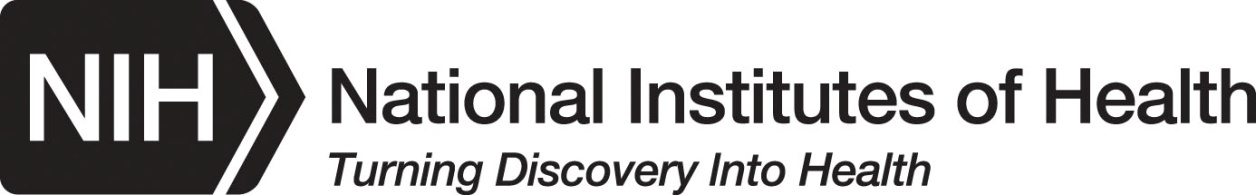 NIH National Institutes of Health
Turning Discovery Into Health